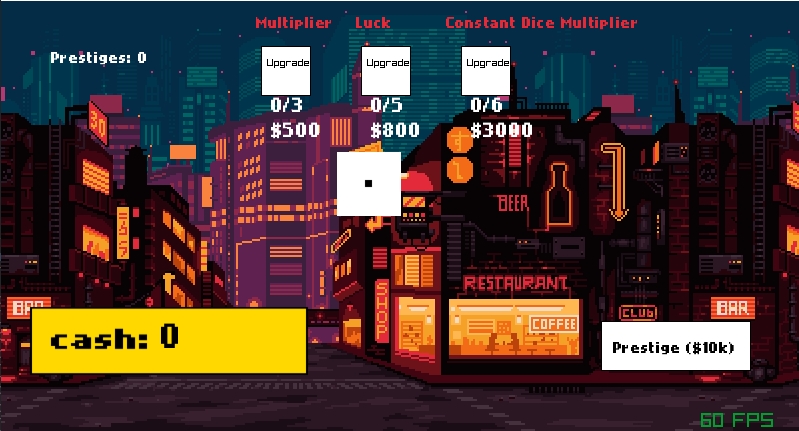 Multiplier Luck Constant Dice Multiplier
Prestiges: 0
Upgrade Upgrade Upgrade
0/3 0/5 0/6
$500 $800 $3000
BEER
RESTAURANT
SHOP
COFFEE
CLUB
BAR
BAR
cash: 0
Prestige ($10k)
60 FPS